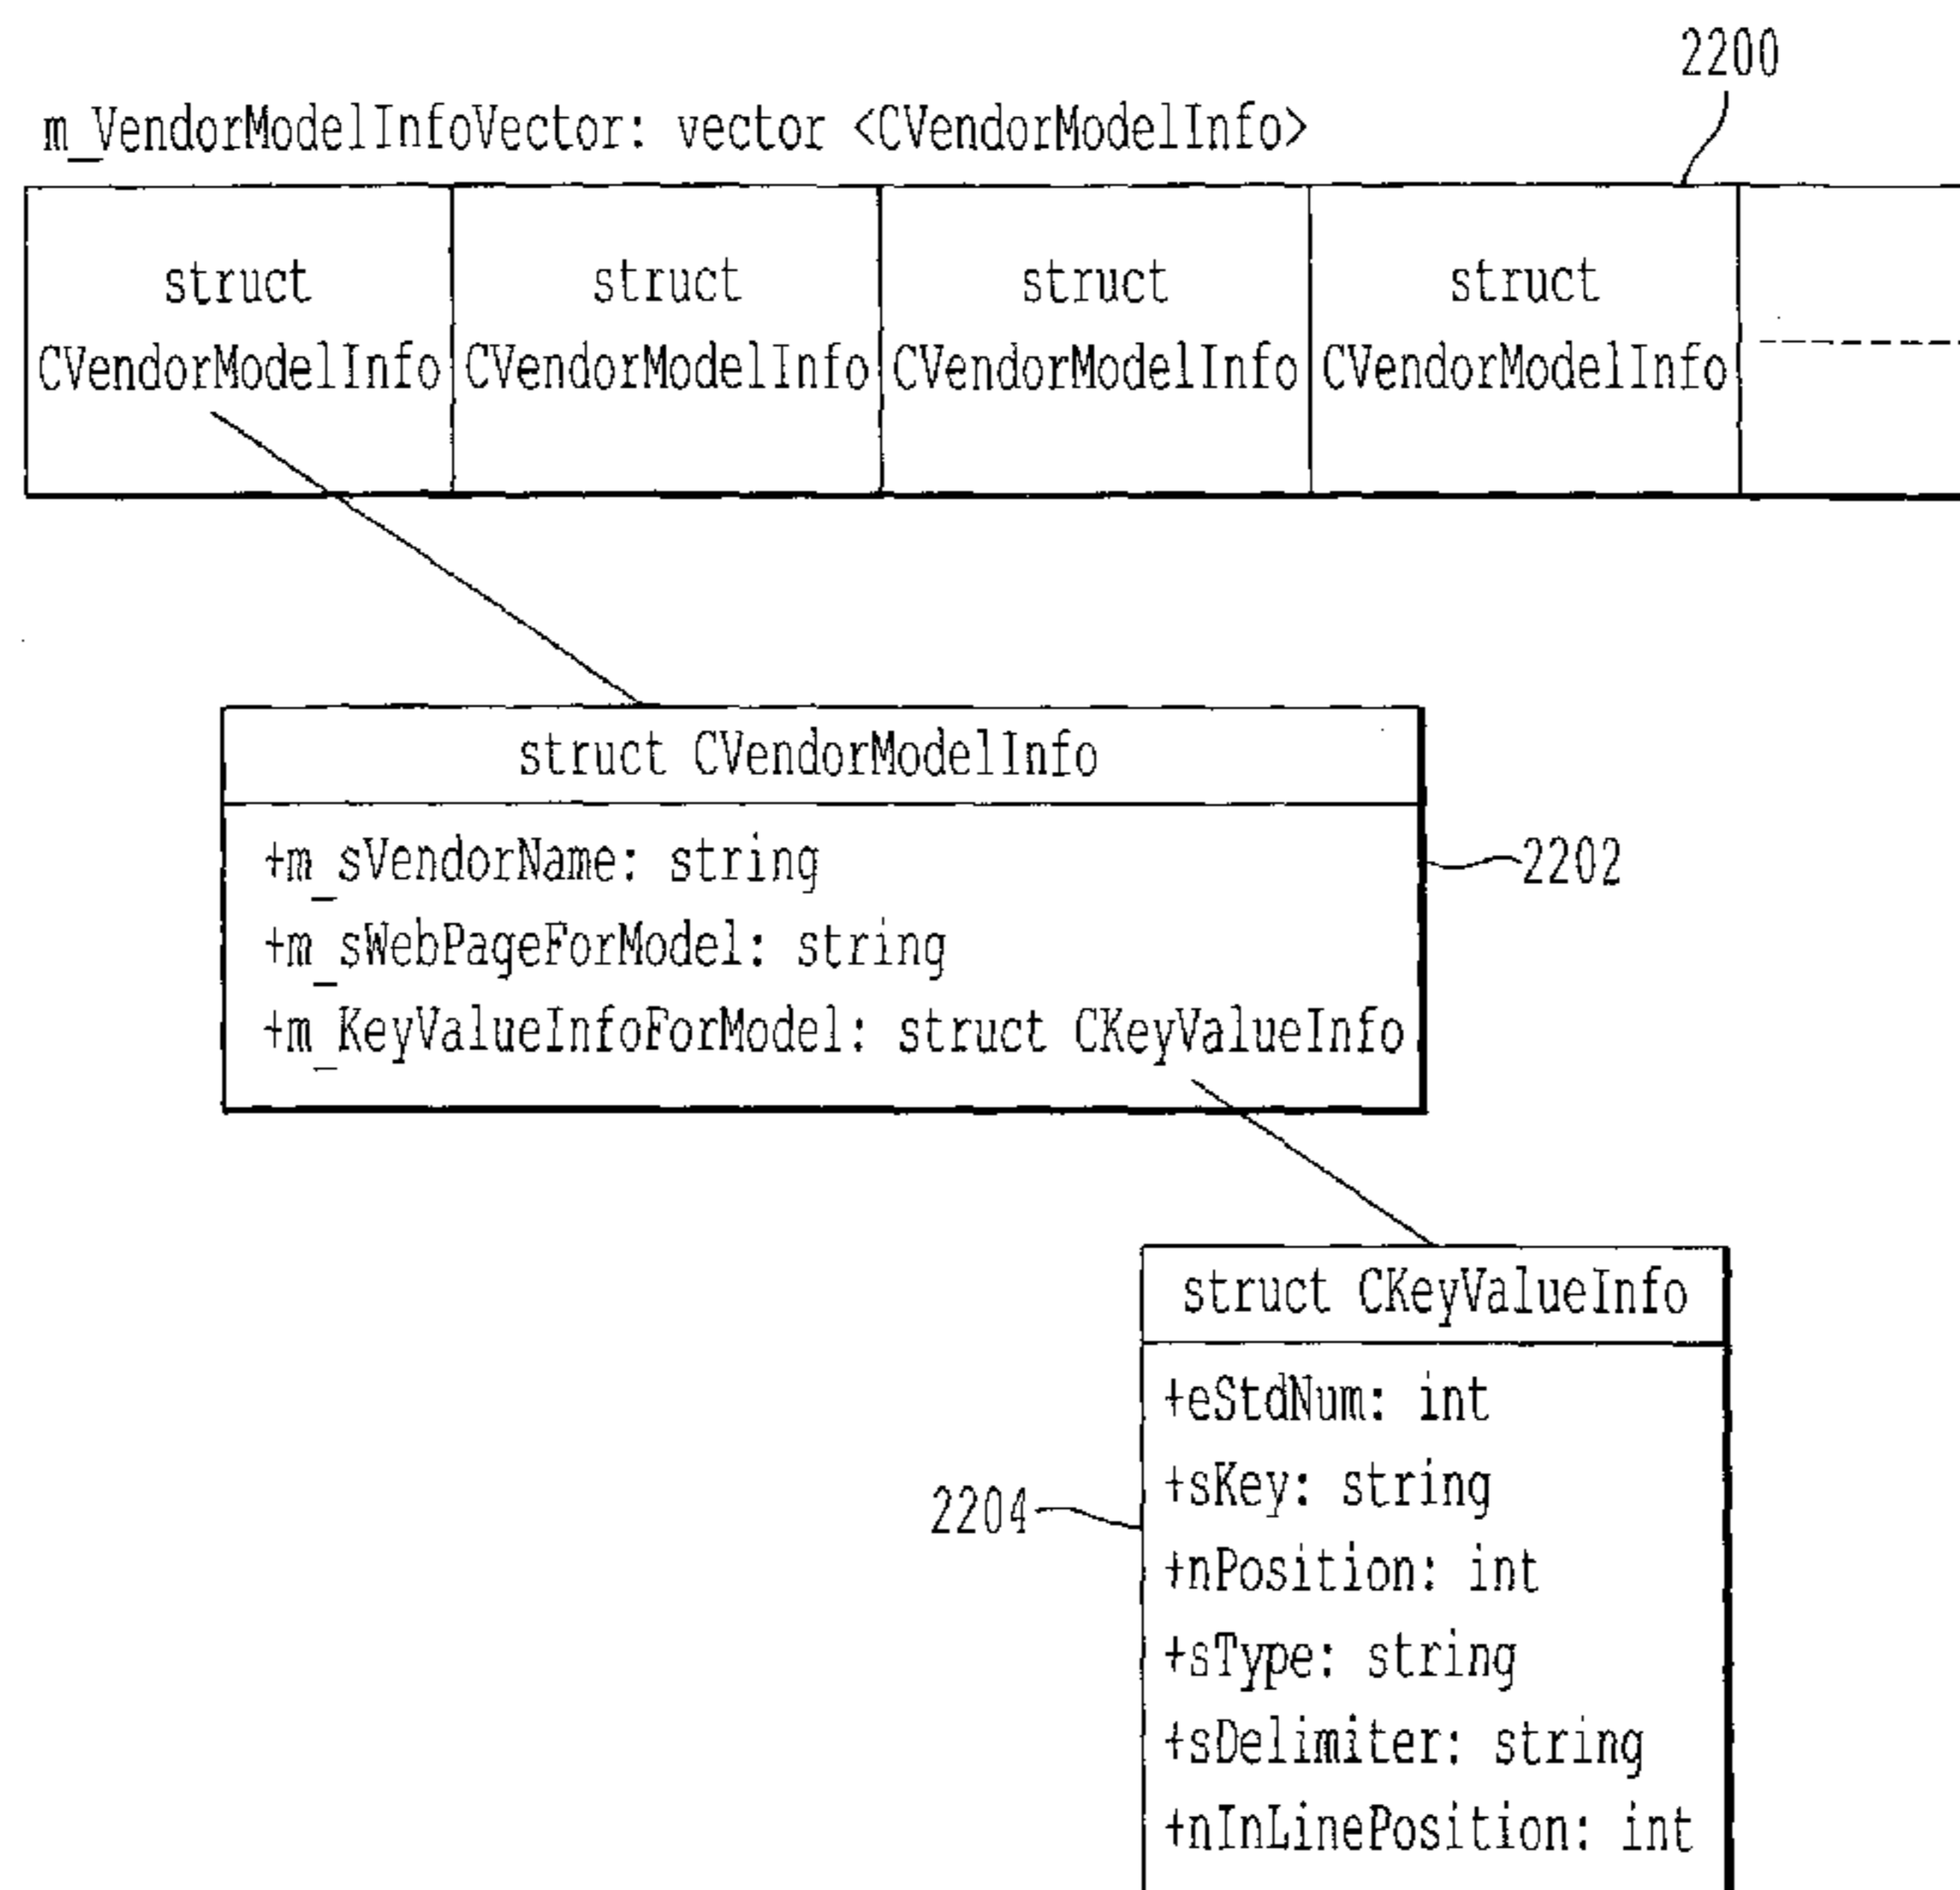 2200
m_VendorModelInfoVector: vector <CVendorModelInfo>
struct struct struct struct
CVendorModelInfo CVendorModelInfo CVendorModelInfo CVendorModelInfo
struct CVendorModelInfo
+m_sVendorName: string
2202
+m_sWebPageForModel: string
+m_KeyValueInfoForModel: struct CKeyValueInfo
struct CKeyValueInfo
+eStdNum: int
+sKey: string
2204
+nPosition: int
+sType: string
+sDelimiter: string
+nInLinePosition: int